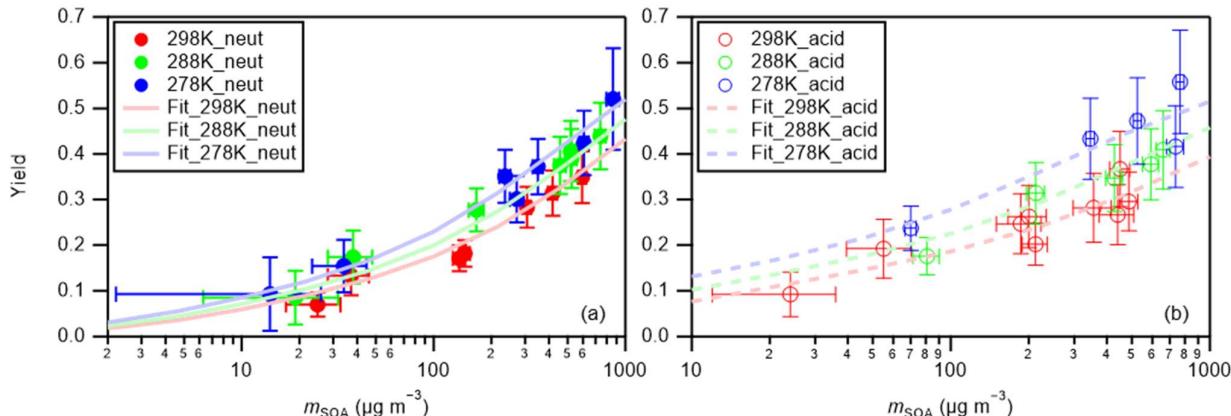 0.7
0.6
0.5
0.4
0.3
0.2
0.1
0.0
Yield
298K_neut
288K_neut
278K_neut
Fit_298K_neut
Fit_288K_neut
Fit_278K_neut
(a)
2 3 4 5 6 10 2 3 4 5 6 100 2 3 4 5 6 1000
mSOA (µg m⁻³)
0.7
0.6
0.5
0.4
0.3
0.2
0.1
0.0
298K_acid
288K_acid
278K_acid
Fit_298K_acid
Fit_288K_acid
Fit_278K_acid
(b)
10 2 3 4 5 6 7 8 9 100 2 3 4 5 6 7 8 9 1000
mSOA (µg m⁻³)